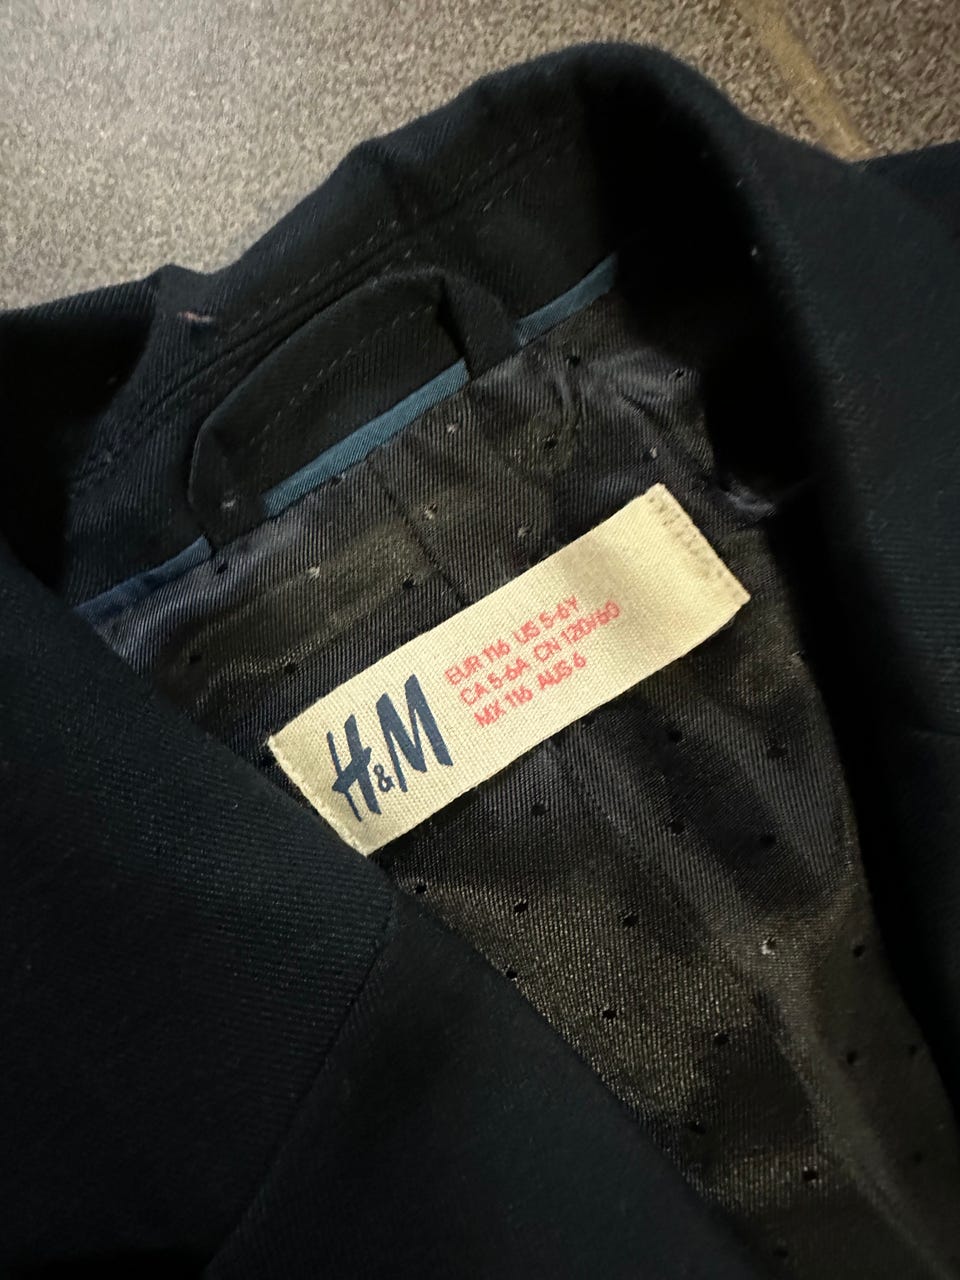 H&M
EUR 116 US 5-6Y
CA 5-6A CN 120/60
MX 116 AUS 6